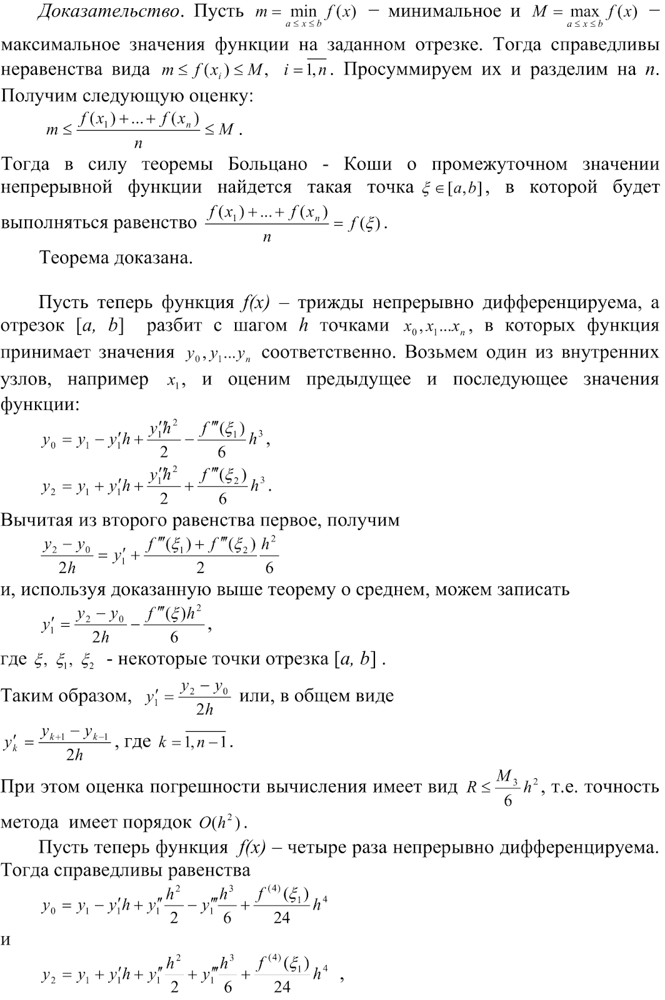 Доказательство. Пусть $m = \min_{a \le x \le b} f(x)$ − минимальное и $M = \max_{a \le x \le b} f(x)$ −
максимальное значения функции на заданном отрезке. Тогда справедливы
неравенства вида $m \le f(x_i) \le M, \quad i = \overline{1,n}$. Просуммируем их и разделим на n.
Получим следующую оценку:
$m \le \frac{f(x_1)+...+f(x_n)}{n} \le M$.
Тогда в силу теоремы Больцано - Коши о промежуточном значении
непрерывной функции найдется такая точка $\xi \in [a,b]$, в которой будет
выполняться равенство $\frac{f(x_1)+...+f(x_n)}{n} = f(\xi)$.
Теорема доказана.
Пусть теперь функция f(x) – трижды непрерывно дифференцируема, а
отрезок [a, b] разбит с шагом h точками $x_0, x_1...x_n$, в которых функция
принимает значения $y_0, y_1...y_n$ соответственно. Возьмем один из внутренних
узлов, например $x_1$, и оценим предыдущее и последующее значения
функции:
$y_0 = y_1 - y_1'h + \frac{y_1''h^2}{2} - \frac{f'''(\xi_1)}{6}h^3$,
$y_2 = y_1 + y_1'h + \frac{y_1''h^2}{2} + \frac{f'''(\xi_2)}{6}h^3$.
Вычитая из второго равенства первое, получим
$\frac{y_2 - y_0}{2h} = y_1' + \frac{f'''(\xi_1)+f'''(\xi_2)}{2}\frac{h^2}{6}$
и, используя доказанную выше теорему о среднем, можем записать
$y_1' = \frac{y_2 - y_0}{2h} - \frac{f'''(\xi)h^2}{6}$,
где $\xi, \xi_1, \xi_2$ - некоторые точки отрезка [a, b] .
Таким образом, $y_1' = \frac{y_2 - y_0}{2h}$ или, в общем виде
$y_k' = \frac{y_{k+1} - y_{k-1}}{2h}$, где $k = \overline{1, n-1}$.
При этом оценка погрешности вычисления имеет вид $R \le \frac{M_3}{6}h^2$, т.е. точность
метода имеет порядок $O(h^2)$.
Пусть теперь функция f(x) – четыре раза непрерывно дифференцируема.
Тогда справедливы равенства
$y_0 = y_1 - y_1'h + y_1''\frac{h^2}{2} - y_1'''\frac{h^3}{6} + \frac{f^{(4)}(\xi_1)}{24}h^4$
и
$y_2 = y_1 + y_1'h + y_1''\frac{h^2}{2} + y_1'''\frac{h^3}{6} + \frac{f^{(4)}(\xi_1)}{24}h^4$ ,